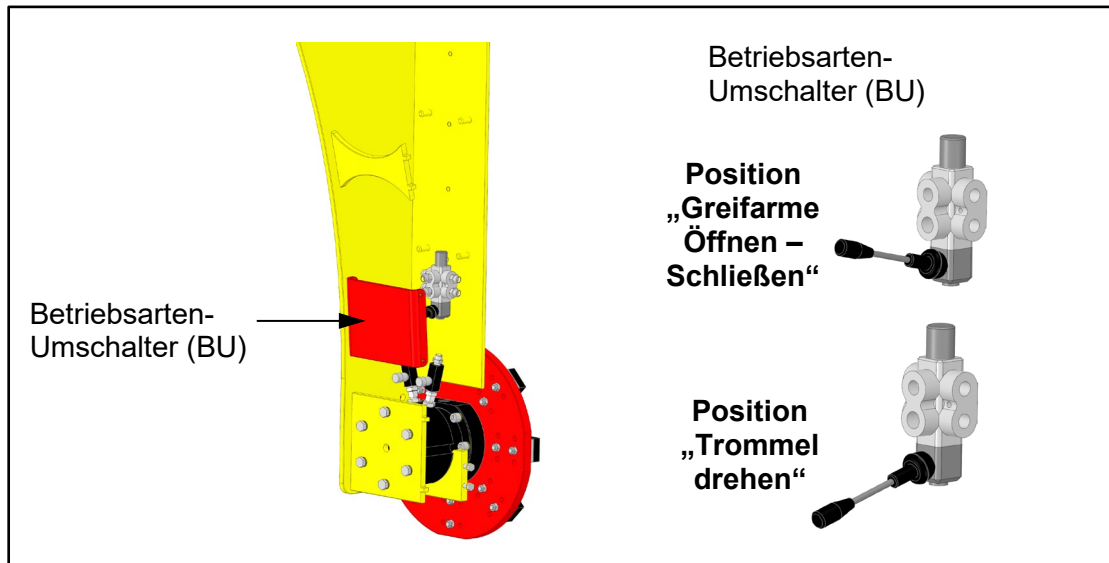 Betriebsarten-
Umschalter (BU)
Betriebsarten-
Umschalter (BU)
Position
„Greifarme
Öffnen –
Schließen“
Position
„Trommel
drehen“